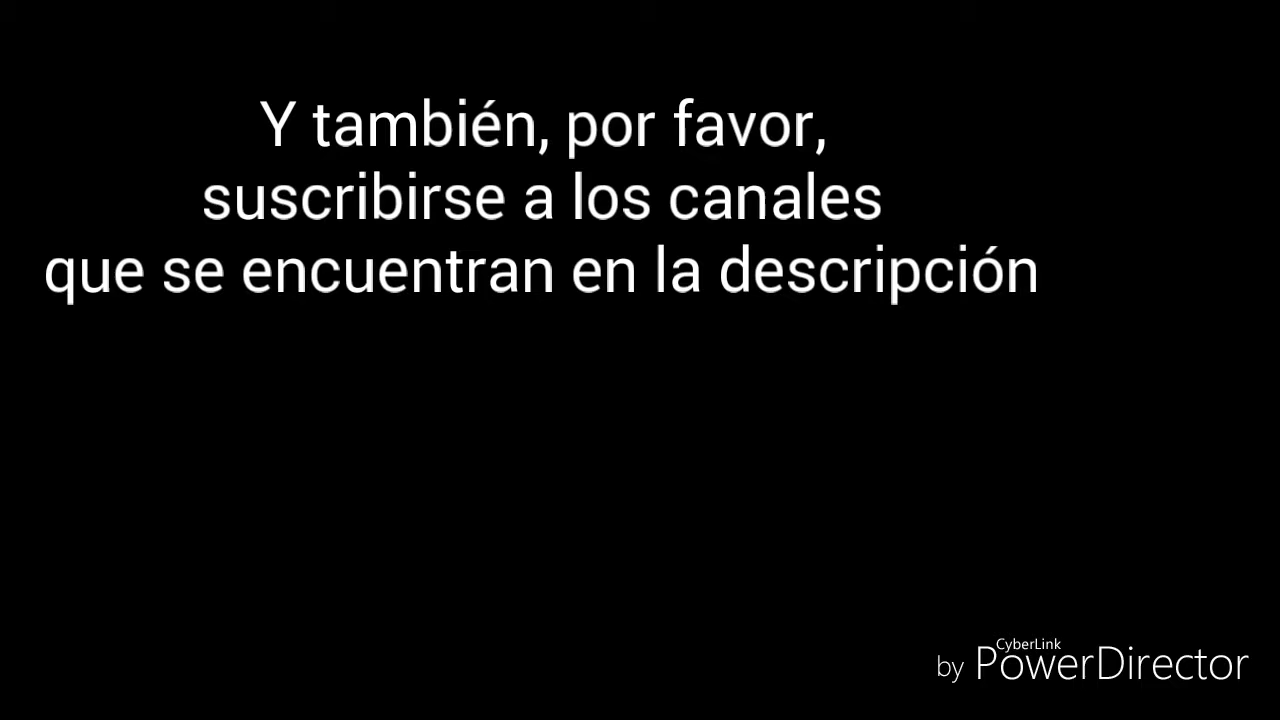 Y también, por favor,
suscribirse a los canales
que se encuentran en la descripción
CyberLink
by PowerDirector